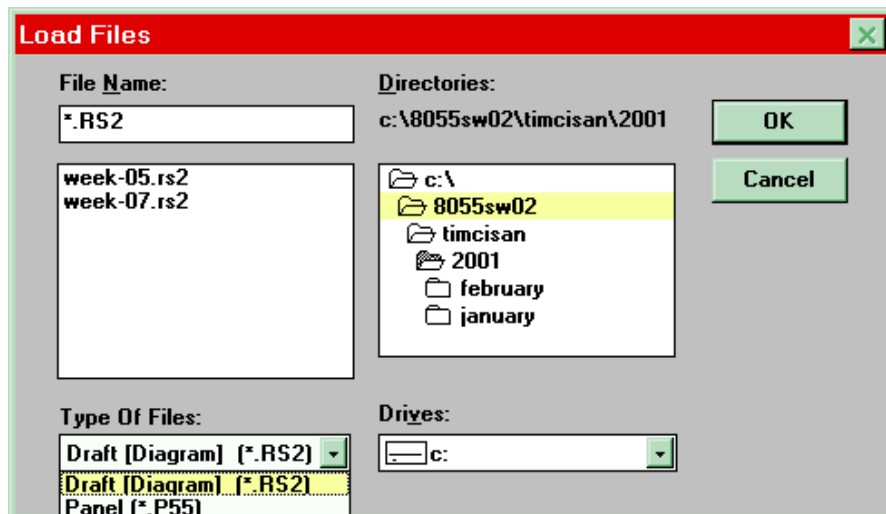 Load Files
File Name:
*.RS2
week-05.rs2
week-07.rs2
Type Of Files:
Draft [Diagram] (*.RS2)
Draft [Diagram] (*.RS2)
Panel (*.P55)
Directories:
c:\8055sw02\timcisan\2001
c:\
8055sw02
timcisan
2001
february
january
Drives:
c:
OK
Cancel